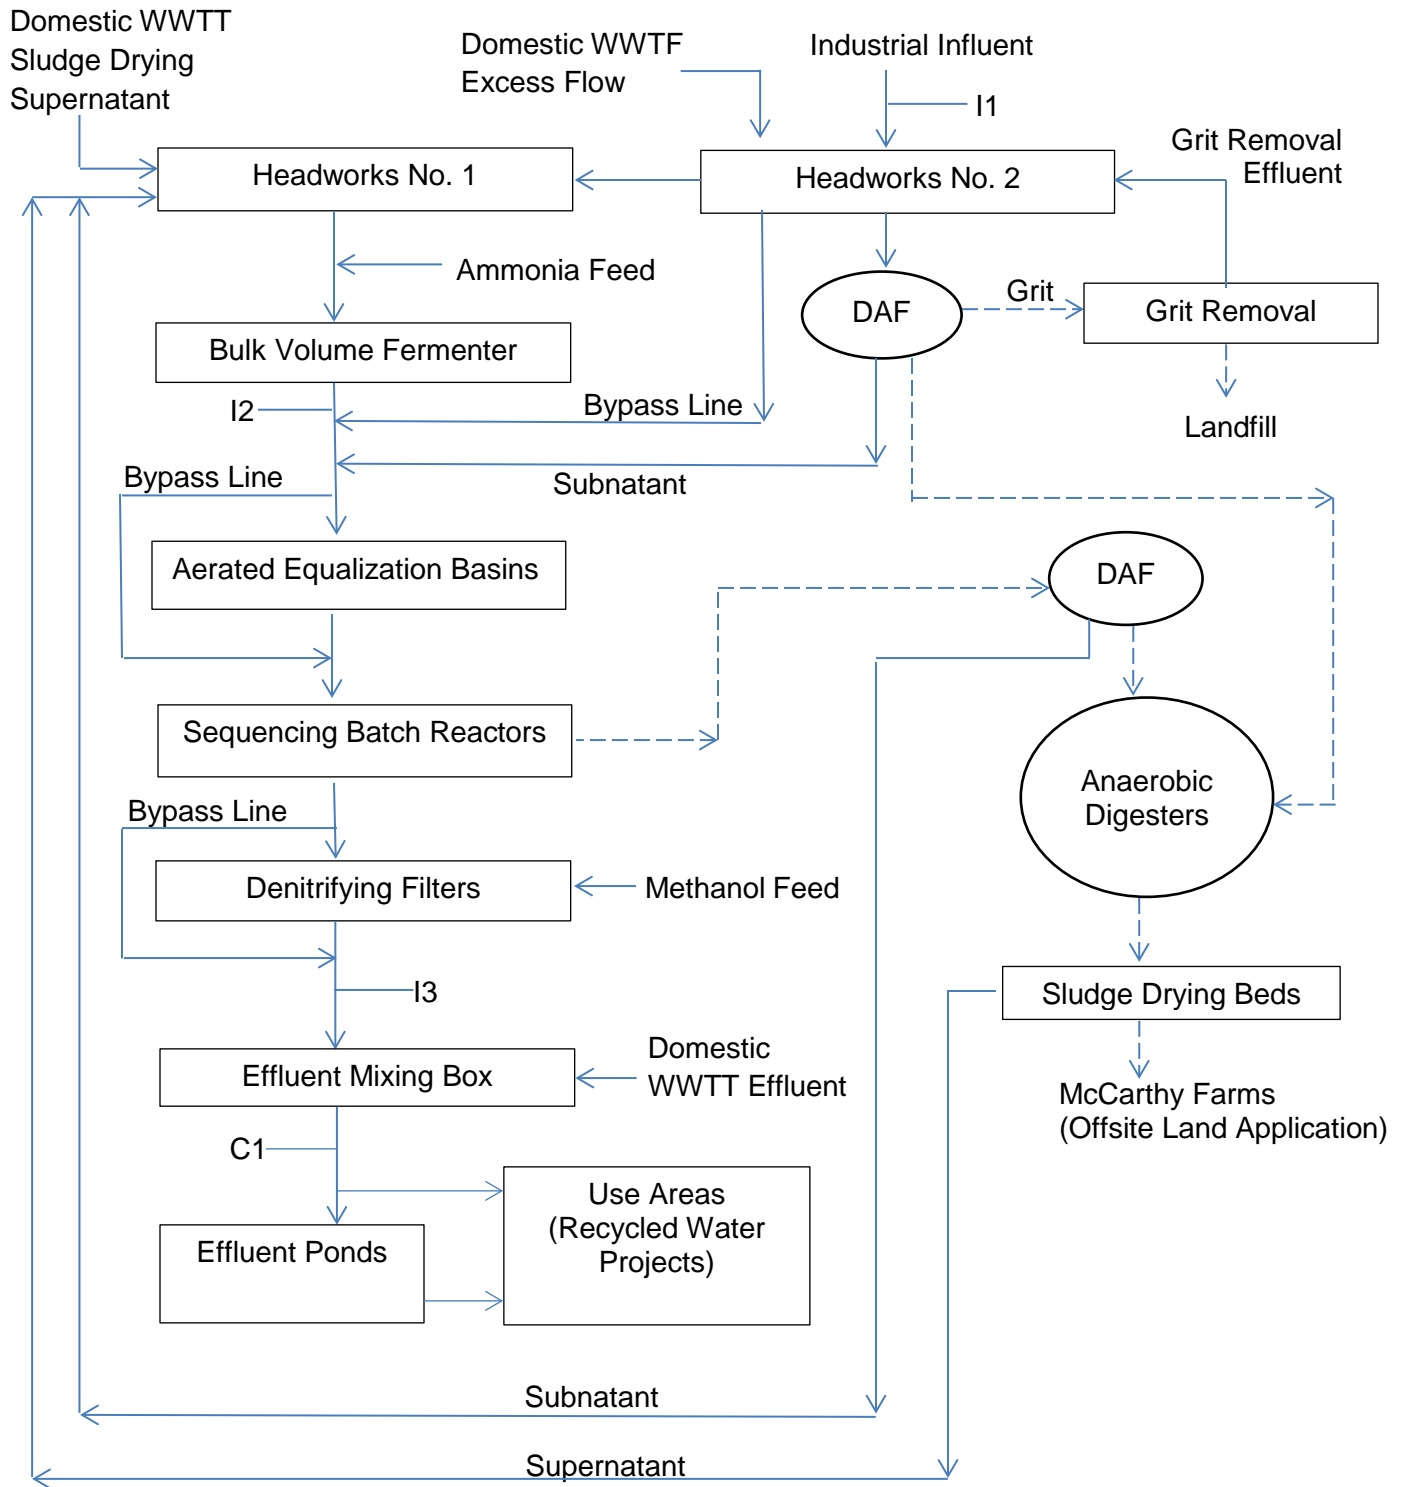 Domestic WWTT
Sludge Drying
Supernatant
Domestic WWTF
Excess Flow
Industrial Influent
I1
Grit Removal
Effluent
Headworks No. 1
Headworks No. 2
Ammonia Feed
DAF
Grit
Grit Removal
Bulk Volume Fermenter
I2
Bypass Line
Landfill
Bypass Line
Subnatant
Aerated Equalization Basins
DAF
Sequencing Batch Reactors
Anaerobic
Digesters
Bypass Line
Denitrifying Filters
Methanol Feed
I3
Sludge Drying Beds
Effluent Mixing Box
Domestic
WWTT Effluent
McCarthy Farms
(Offsite Land Application)
C1
Use Areas
(Recycled Water
Projects)
Effluent Ponds
Subnatant
Supernatant